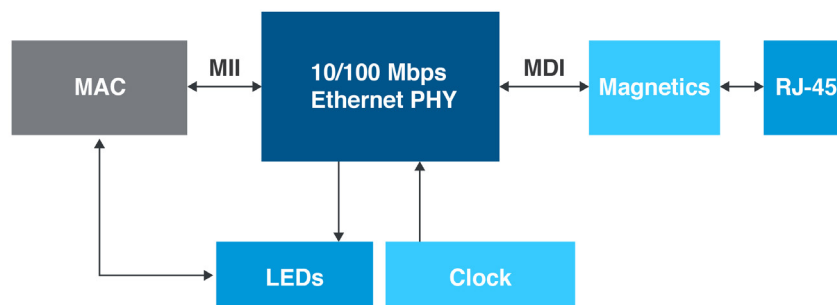 MAC
MII
10/100 Mbps
Ethernet PHY
MDI
Magnetics
RJ-45
LEDs
Clock